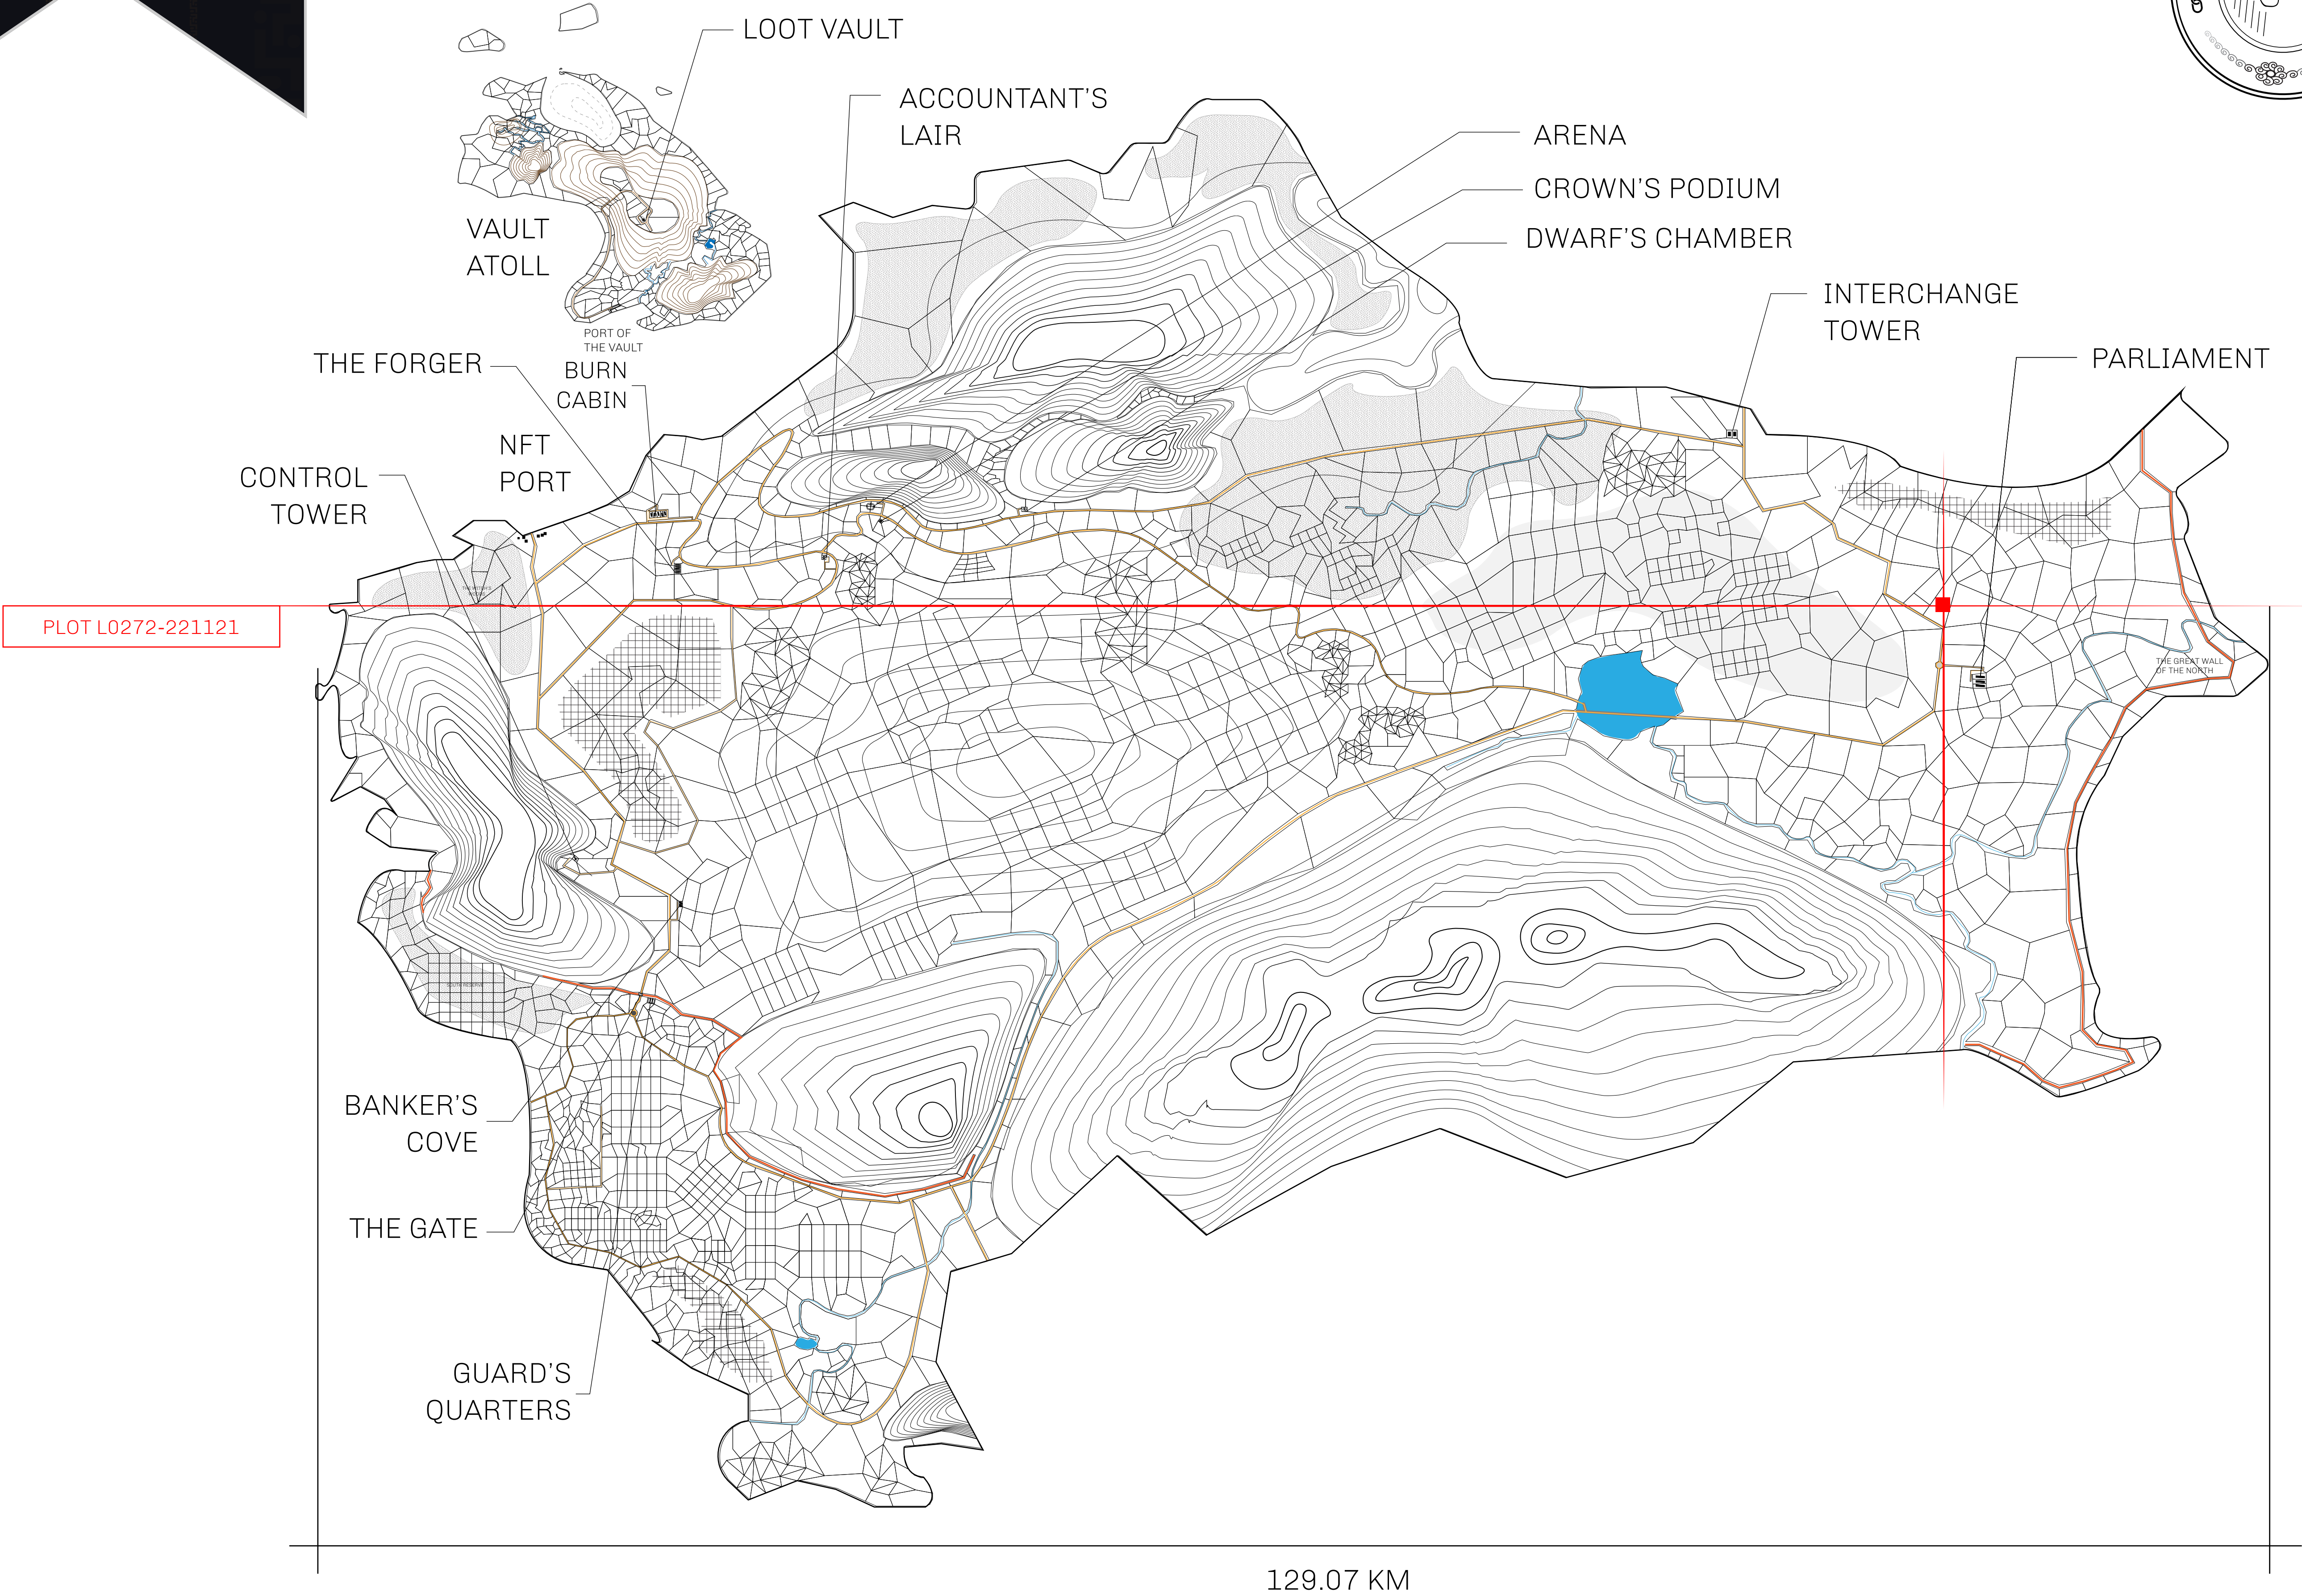 LOOT VAULT
ACCOUNTANT'S
LAIR
ARENA
CROWN'S PODIUM
DWARF'S CHAMBER
VAULT
ATOLL
INTERCHANGE
TOWER
PORT OF
THE VAULT
PARLIAMENT
THE FORGER
BURN
CABIN
NFT
PORT
CONTROL
TOWER
PLOT L0272-221121
THE GREAT WALL
OF THE NORTH
SOUTH RESERVE
BANKER'S
COVE
THE GATE
GUARD'S
QUARTERS
129.07 KM